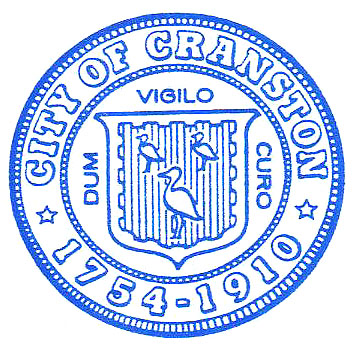 CITY OF CRANSTON
DUM VIGILO CURO
1754-1910